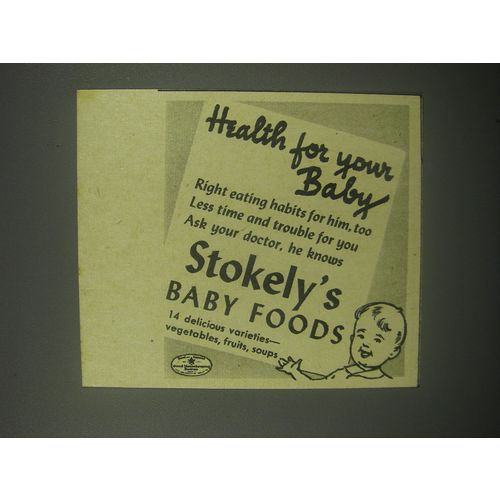 Health for your
Baby
Right eating habits for him, too
Less time and trouble for you
Ask your doctor, he knows
Stokely's
BABY FOODS
14 delicious varieties—
vegetables, fruits, soups